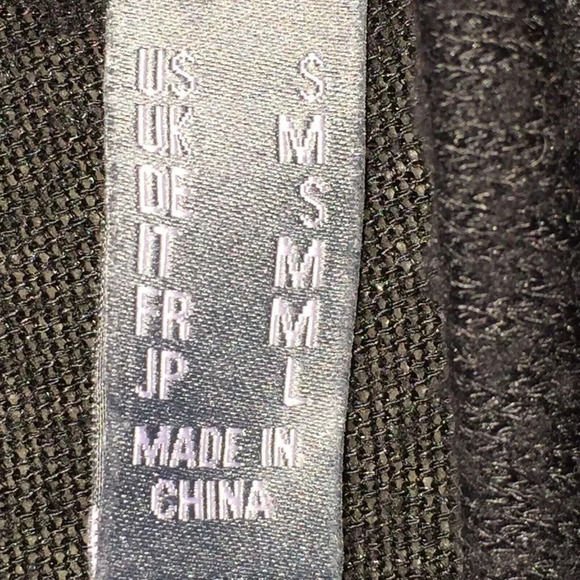 US S
UK M
DE S
IT M
FR M
JP L
MADE IN
CHINA